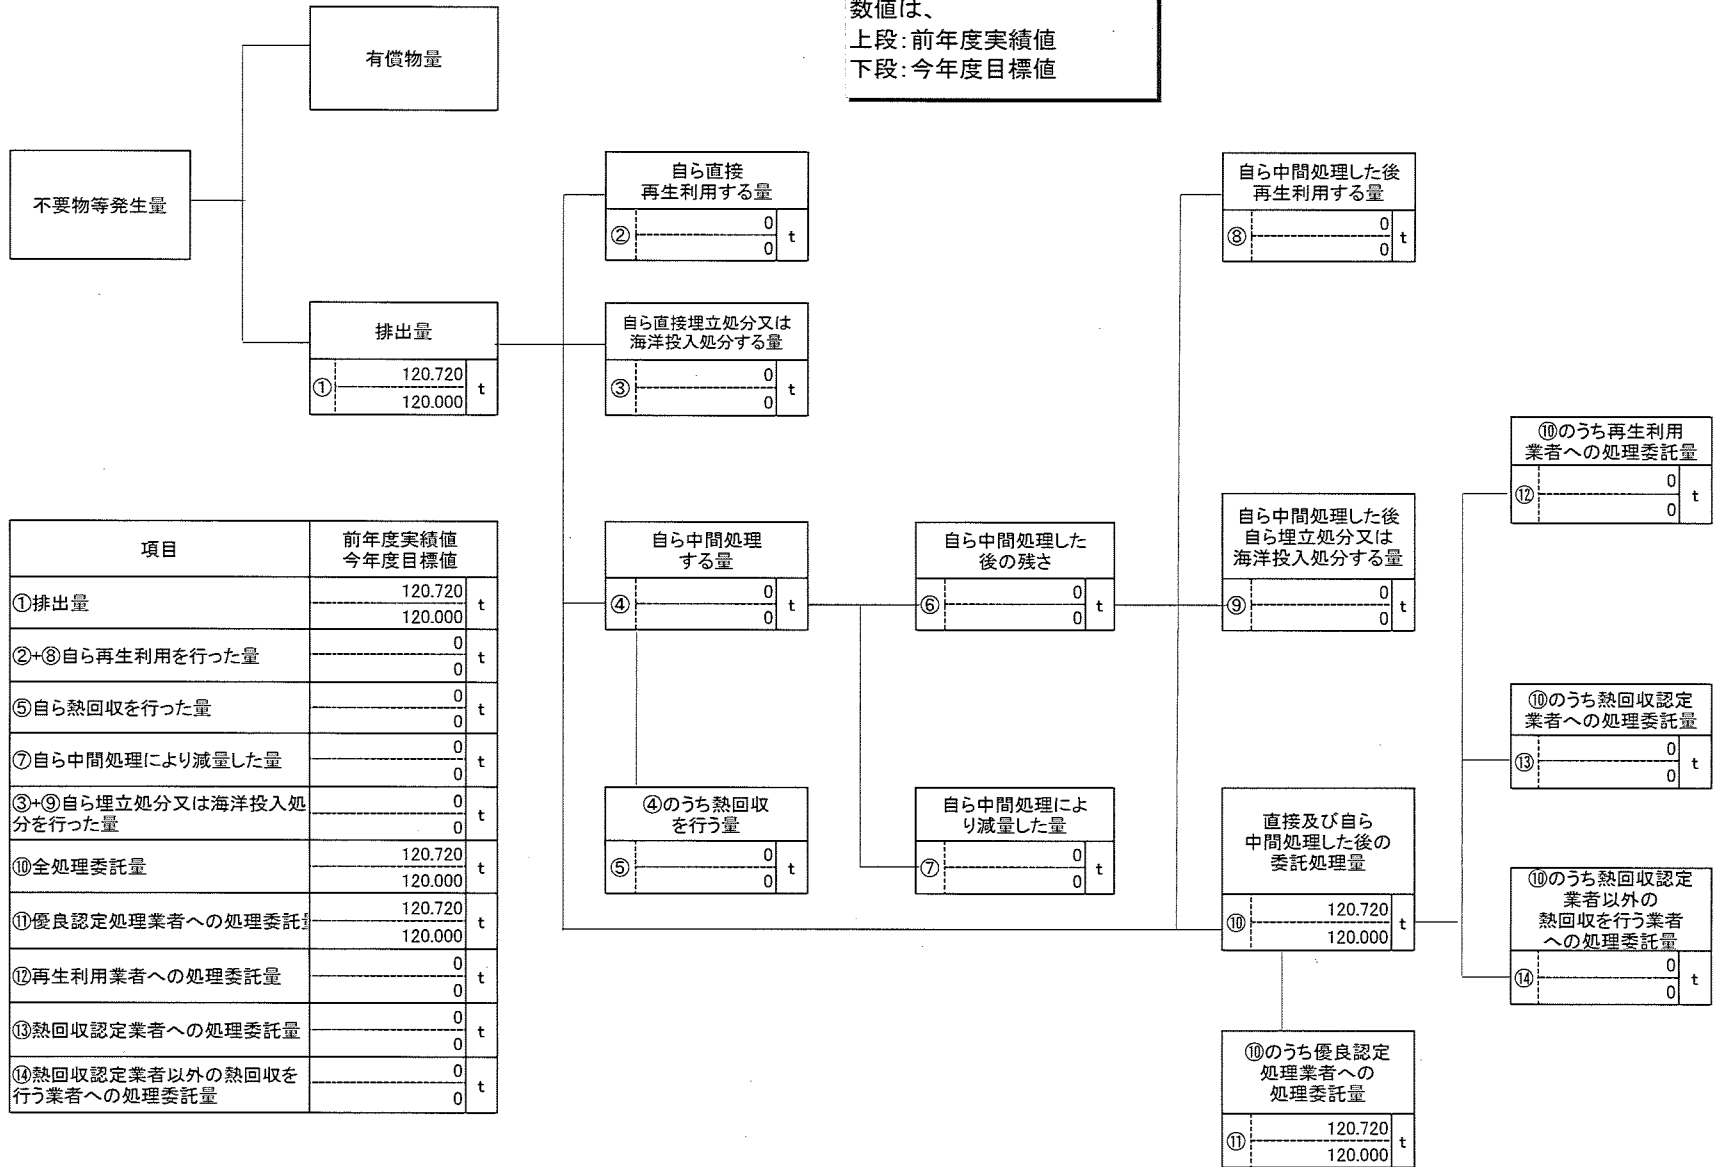 数値は、
上段:前年度実績値
下段:今年度目標値
有償物量
不要物等発生量
排出量
① 120.720 t
120.000
自ら直接
再生利用する量
② 0 t
0
自ら直接埋立処分又は
海洋投入処分する量
③ 0 t
0
自ら中間処理
する量
④ 0 t
0
④のうち熱回収
を行う量
⑤ 0 t
0
自ら中間処理した
後の残さ
⑥ 0 t
0
自ら中間処理によ
り減量した量
⑦ 0 t
0
自ら中間処理した後
再生利用する量
⑧ 0 t
0
自ら中間処理した後
自ら埋立処分又は
海洋投入処分する量
⑨ 0 t
0
直接及び自ら
中間処理した後の
委託処理量
⑩ 120.720 t
120.000
⑩のうち優良認定
処理業者への
処理委託量
⑪ 120.720 t
120.000
⑩のうち再生利用
業者への処理委託量
⑫ 0 t
0
⑩のうち熱回収認定
業者への処理委託量
⑬ 0 t
0
⑩のうち熱回収認定
業者以外の
熱回収を行う業者
への処理委託量
⑭ 0 t
0
項目 前年度実績値
今年度目標値
①排出量 120.720 t
120.000
②+⑧自ら再生利用を行った量 0 t
0
⑤自ら熱回収を行った量 0 t
0
⑦自ら中間処理により減量した量 0 t
0
③+⑨自ら埋立処分又は海洋投入処 0 t
分を行った量 0
⑩全処理委託量 120.720 t
120.000
⑪優良認定処理業者への処理委託 120.720 t
120.000
⑫再生利用業者への処理委託量 0 t
0
⑬熱回収認定業者への処理委託量 0 t
0
⑭熱回収認定業者以外の熱回収を 0 t
行う業者への処理委託量 0